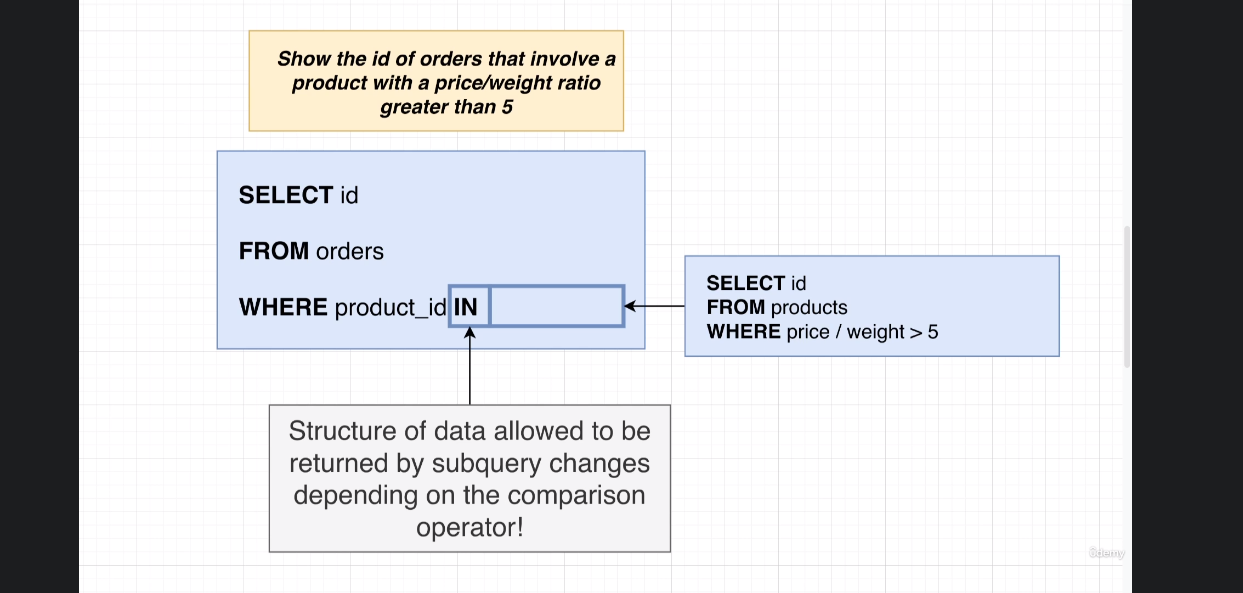 Show the id of orders that involve a
product with a price/weight ratio
greater than 5
SELECT id
FROM orders
WHERE product_id IN
SELECT id
FROM products
WHERE price / weight > 5
Structure of data allowed to be
returned by subquery changes
depending on the comparison
operator!
ûdemy